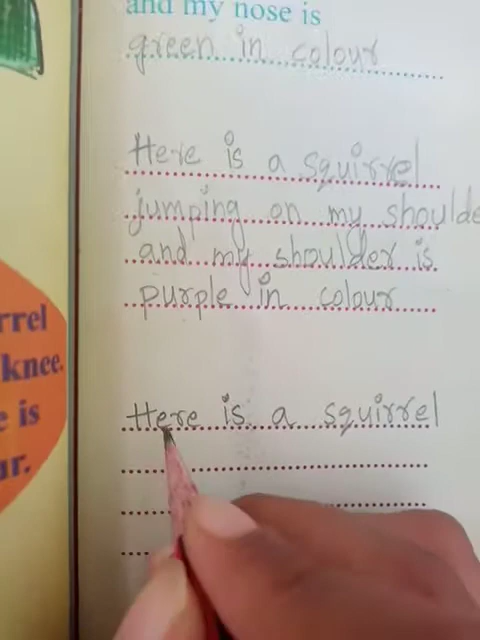 and my nose is
green in colour
Here is a squirrel
jumping on my shoulde
and my shoulder is
purple in colour
rrel
knee.
e is
ur.
Here is a squirrel